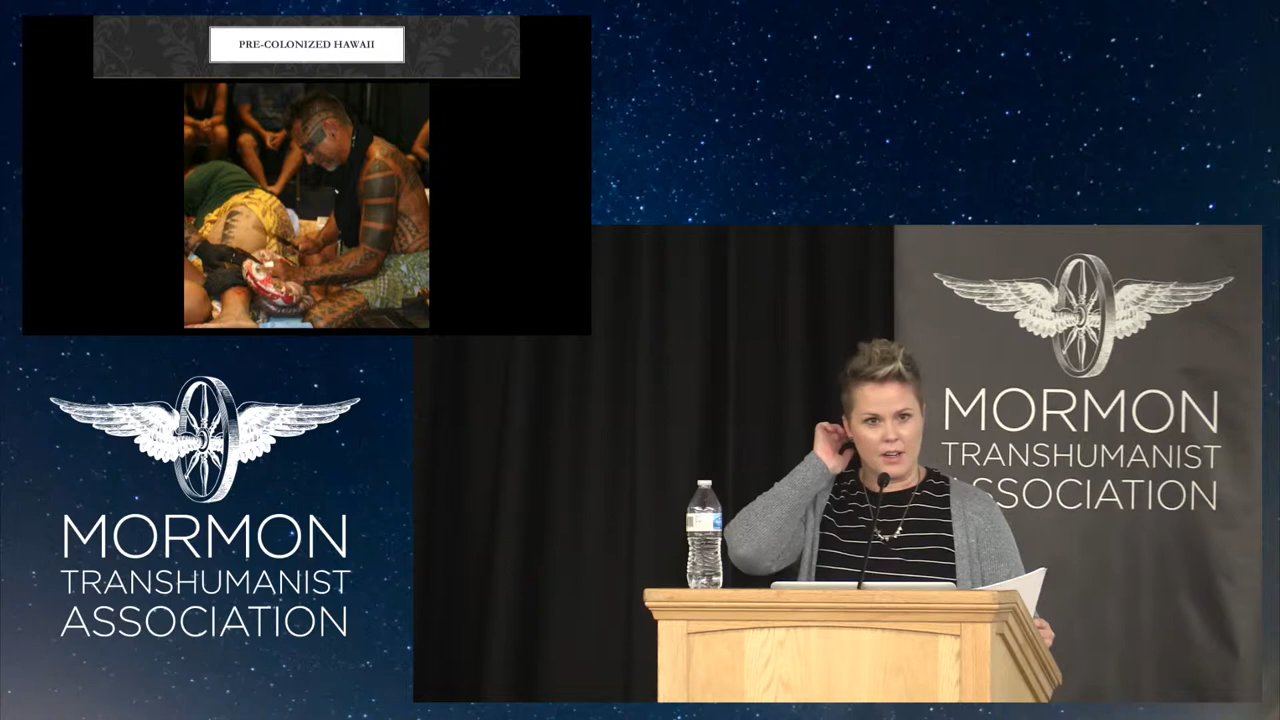 PRE-COLONIZED HAWAII
MORMON
TRANSHUMANIST
ASSOCIATION
MORMON
TRANSHUMANIST
ASSOCIATION